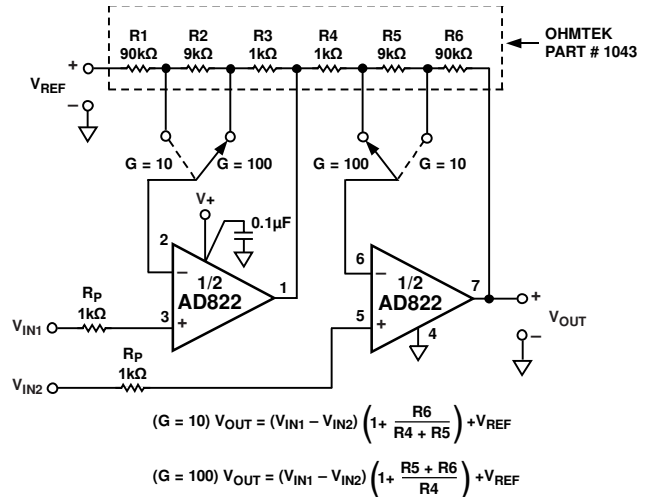 R1 R2 R3 R4 R5 R6
90kΩ 9kΩ 1kΩ 1kΩ 9kΩ 90kΩ
OHMTEK
PART # 1043
+
VREF
–
G = 10 G = 100 G = 100 G = 10
V+
0.1µF
2
–
1/2
AD822
1
3
+
6
–
1/2
AD822
7
5
+
4
RP
1kΩ
VIN1
RP
1kΩ
VIN2
+
VOUT
–
(G = 10) VOUT = (VIN1 – VIN2) (1+ R6 / (R4 + R5)) +VREF
(G = 100) VOUT = (VIN1 – VIN2) (1+ (R5 + R6) / R4) +VREF